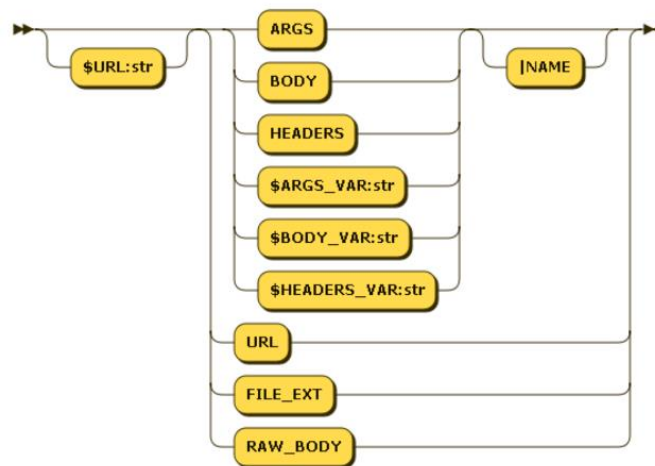 ARGS
$URL:str
|NAME
BODY
HEADERS
$ARGS_VAR:str
$BODY_VAR:str
$HEADERS_VAR:str
URL
FILE_EXT
RAW_BODY